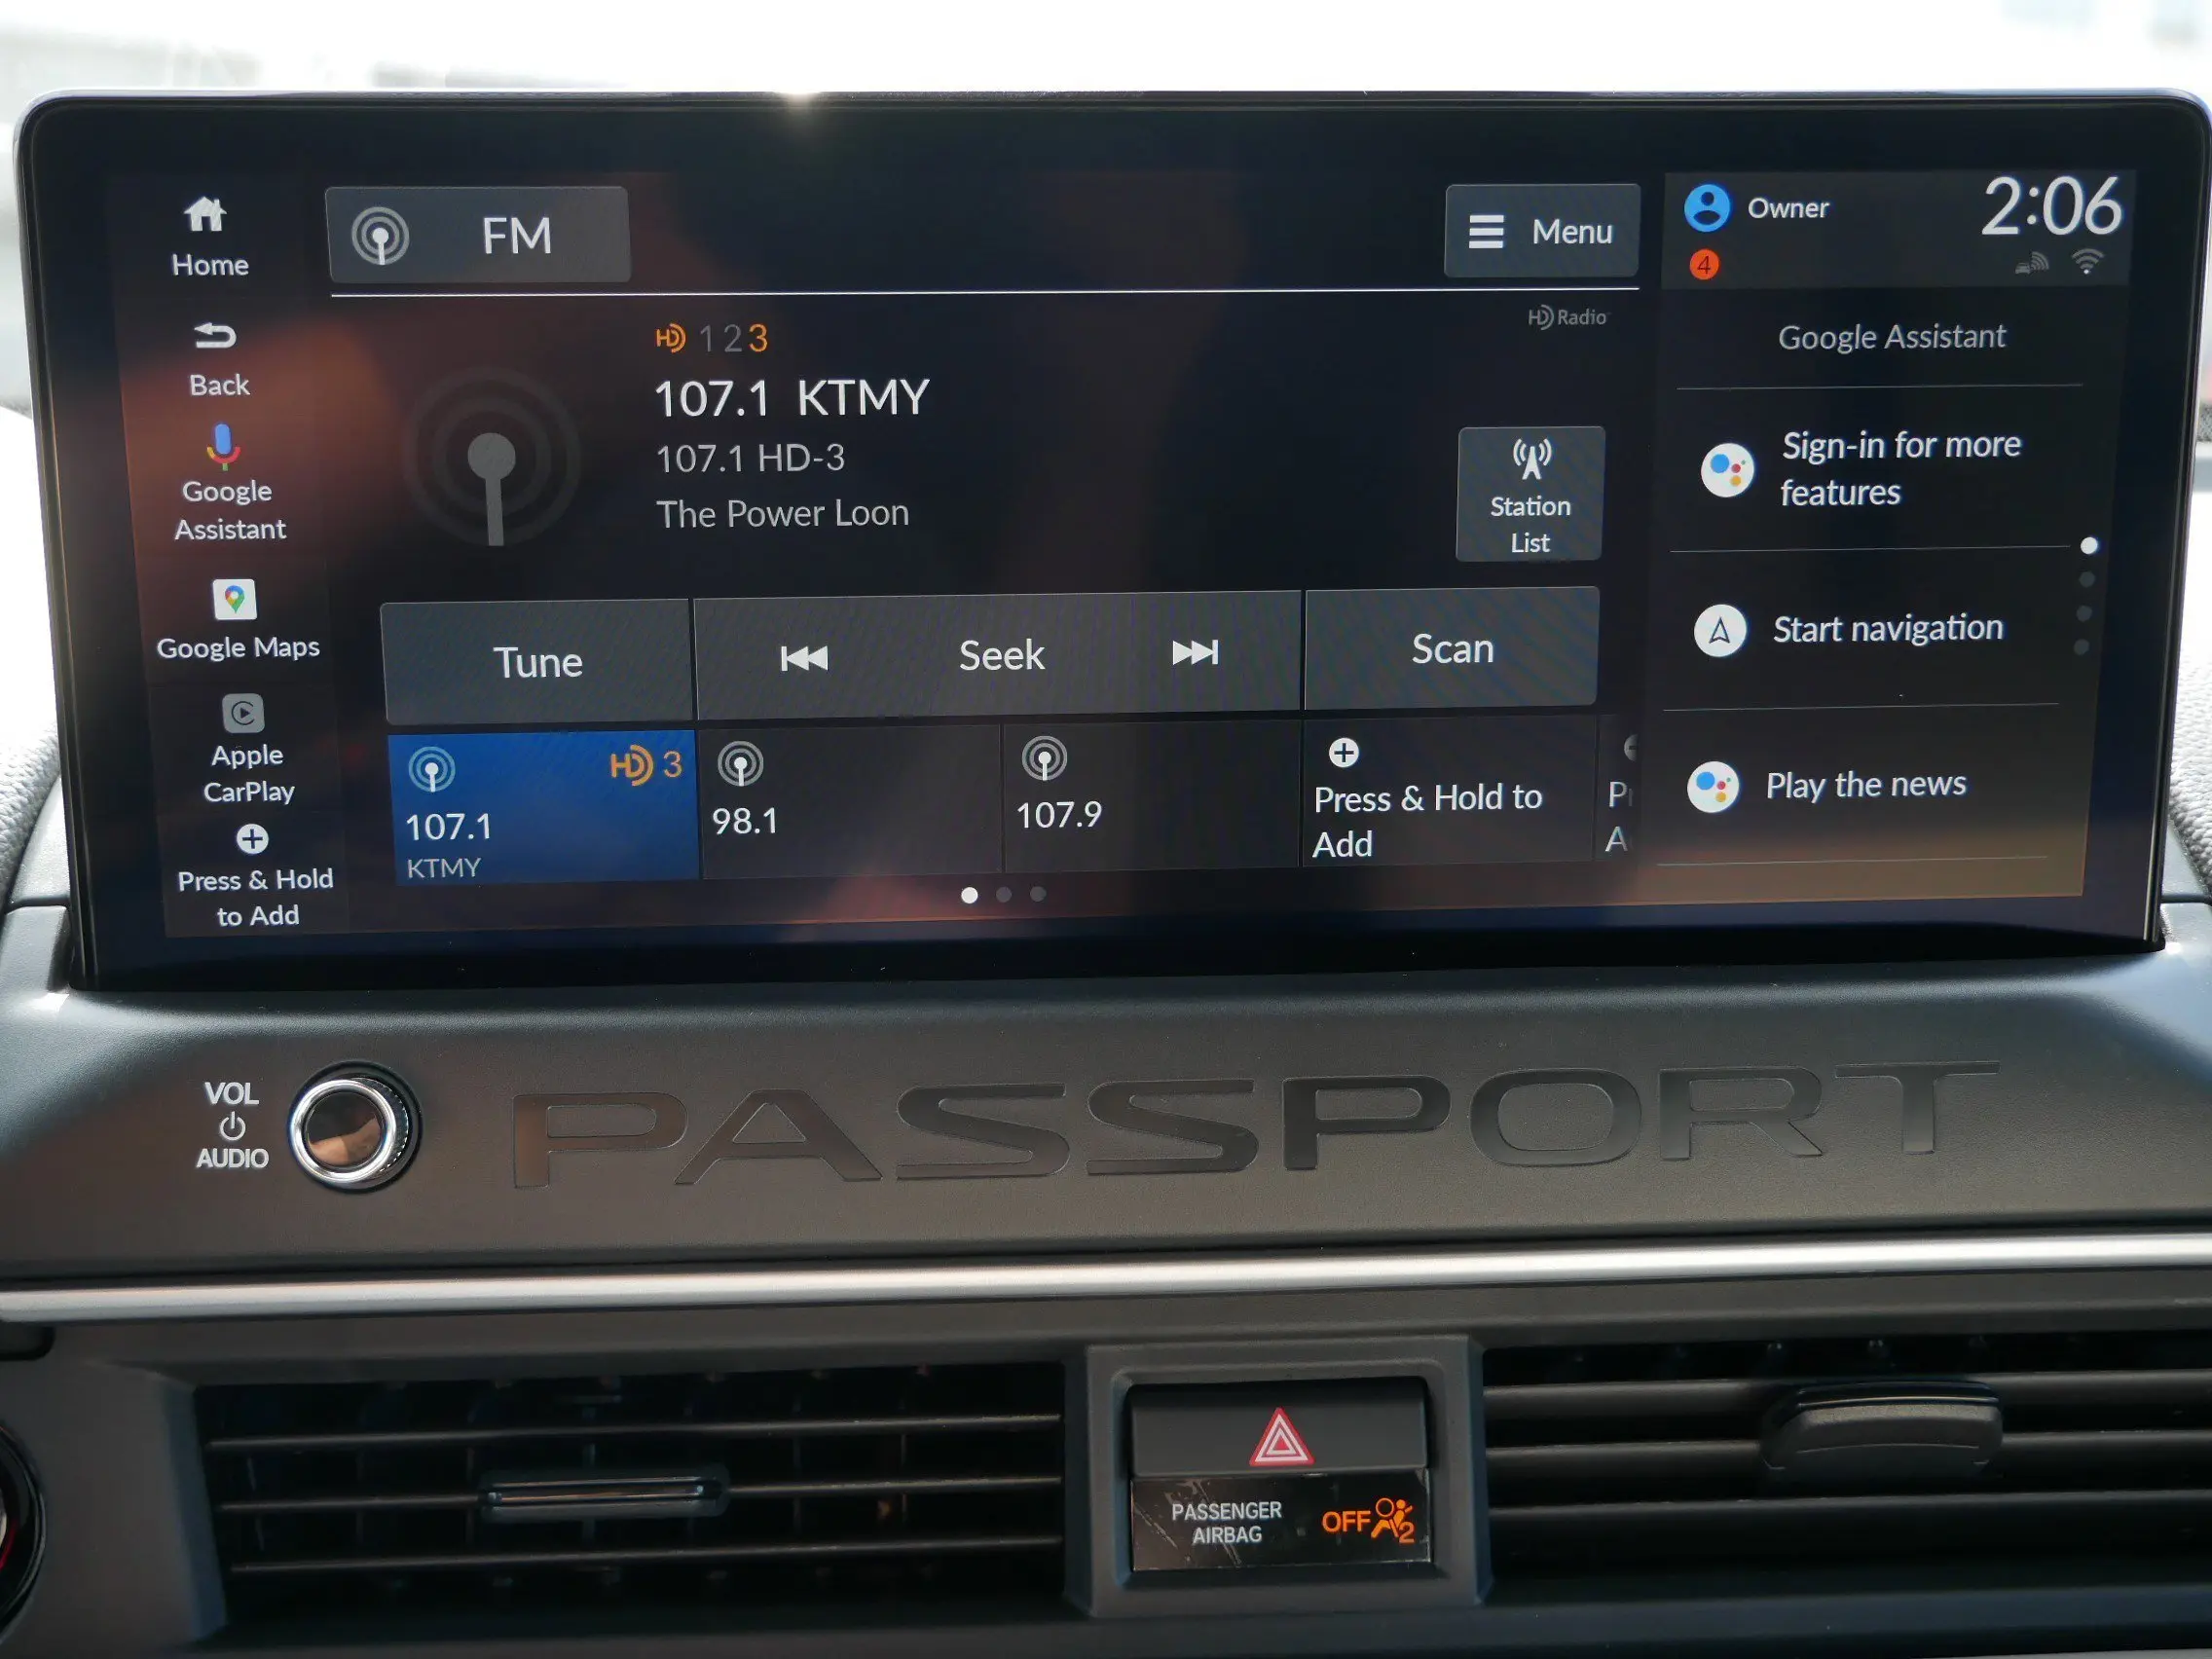 Home
Back
Google
Assistant
Google Maps
Apple
CarPlay
Press & Hold
to Add
FM
Menu
HD Radio
HD 1 2 3
107.1 KTMY
107.1 HD-3
The Power Loon
Station
List
Tune
Seek
Scan
HD 3
107.1
KTMY
98.1
107.9
Press & Hold to
Add
Owner
2:06
4
Google Assistant
Sign-in for more
features
Start navigation
Play the news
VOL
AUDIO
PASSPORT
PASSENGER
AIRBAG
OFF
2